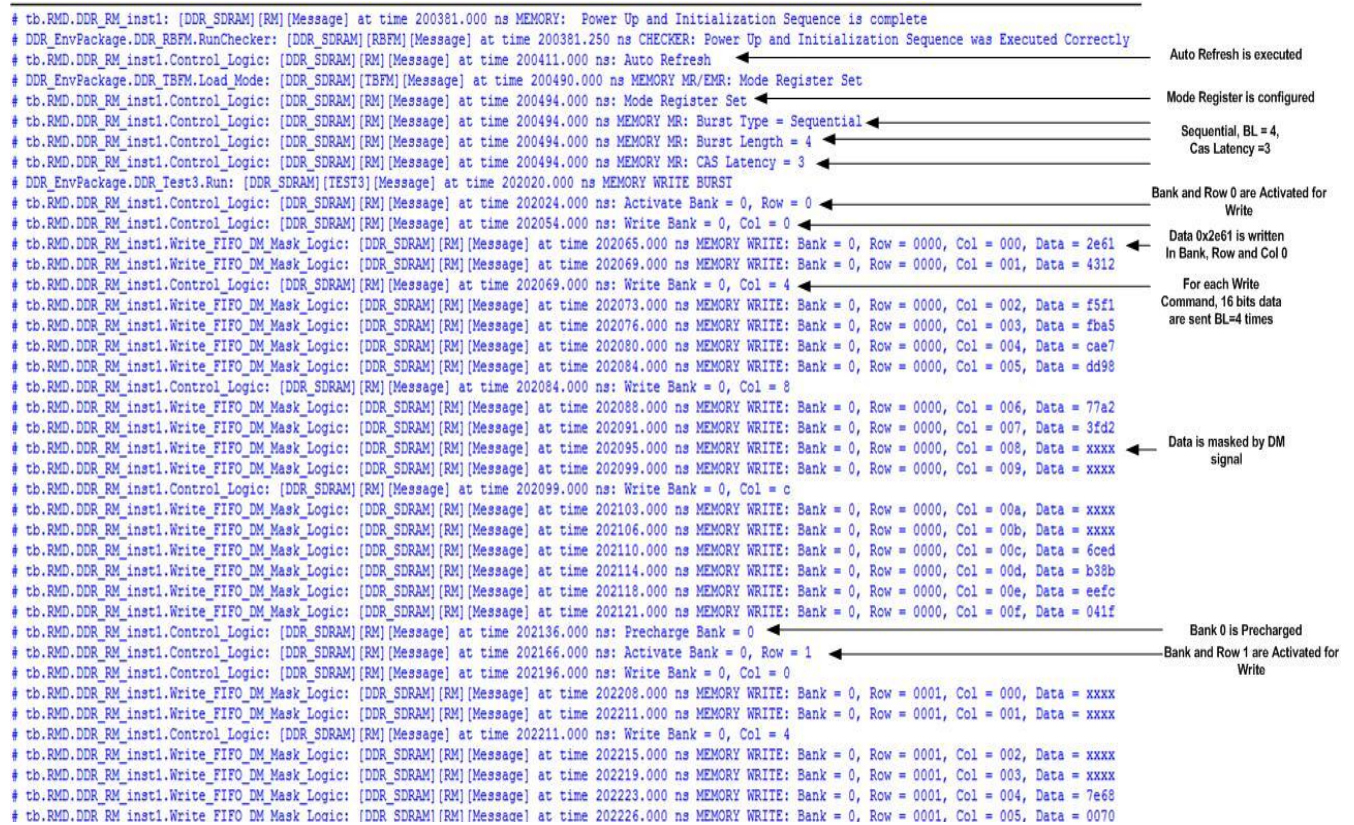 # tb.RMD.DDR_RM_inst1: [DDR_SDRAM][RM][Message] at time 200381.000 ns MEMORY:  Power Up and Initialization Sequence is complete
# DDR_EnvPackage.DDR_RBFM.RunChecker: [DDR_SDRAM][RBFM][Message] at time 200381.250 ns CHECKER: Power Up and Initialization Sequence was Executed Correctly
# tb.RMD.DDR_RM_inst1.Control_Logic: [DDR_SDRAM][RM][Message] at time 200411.000 ns: Auto Refresh
Auto Refresh is executed
# DDR_EnvPackage.DDR_TBFM.Load_Mode: [DDR_SDRAM][TBFM][Message] at time 200490.000 ns MEMORY MR/EMR: Mode Register Set
# tb.RMD.DDR_RM_inst1.Control_Logic: [DDR_SDRAM][RM][Message] at time 200494.000 ns: Mode Register Set
Mode Register is configured
# tb.RMD.DDR_RM_inst1.Control_Logic: [DDR_SDRAM][RM][Message] at time 200494.000 ns MEMORY MR: Burst Type = Sequential
# tb.RMD.DDR_RM_inst1.Control_Logic: [DDR_SDRAM][RM][Message] at time 200494.000 ns MEMORY MR: Burst Length = 4
# tb.RMD.DDR_RM_inst1.Control_Logic: [DDR_SDRAM][RM][Message] at time 200494.000 ns MEMORY MR: CAS Latency = 3
Sequential, BL = 4,
Cas Latency =3
# DDR_EnvPackage.DDR_Test3.Run: [DDR_SDRAM][TEST3][Message] at time 202020.000 ns MEMORY WRITE BURST
# tb.RMD.DDR_RM_inst1.Control_Logic: [DDR_SDRAM][RM][Message] at time 202024.000 ns: Activate Bank = 0, Row = 0
Bank and Row 0 are Activated for
Write
# tb.RMD.DDR_RM_inst1.Control_Logic: [DDR_SDRAM][RM][Message] at time 202054.000 ns: Write Bank = 0, Col = 0
# tb.RMD.DDR_RM_inst1.Write_FIFO_DM_Mask_Logic: [DDR_SDRAM][RM][Message] at time 202065.000 ns MEMORY WRITE: Bank = 0, Row = 0000, Col = 000, Data = 2e61
Data 0x2e61 is written
In Bank, Row and Col 0
# tb.RMD.DDR_RM_inst1.Write_FIFO_DM_Mask_Logic: [DDR_SDRAM][RM][Message] at time 202069.000 ns MEMORY WRITE: Bank = 0, Row = 0000, Col = 001, Data = 4312
# tb.RMD.DDR_RM_inst1.Control_Logic: [DDR_SDRAM][RM][Message] at time 202069.000 ns: Write Bank = 0, Col = 4
For each Write
Command, 16 bits data
are sent BL=4 times
# tb.RMD.DDR_RM_inst1.Write_FIFO_DM_Mask_Logic: [DDR_SDRAM][RM][Message] at time 202073.000 ns MEMORY WRITE: Bank = 0, Row = 0000, Col = 002, Data = f5f1
# tb.RMD.DDR_RM_inst1.Write_FIFO_DM_Mask_Logic: [DDR_SDRAM][RM][Message] at time 202076.000 ns MEMORY WRITE: Bank = 0, Row = 0000, Col = 003, Data = fba5
# tb.RMD.DDR_RM_inst1.Write_FIFO_DM_Mask_Logic: [DDR_SDRAM][RM][Message] at time 202080.000 ns MEMORY WRITE: Bank = 0, Row = 0000, Col = 004, Data = cae7
# tb.RMD.DDR_RM_inst1.Write_FIFO_DM_Mask_Logic: [DDR_SDRAM][RM][Message] at time 202084.000 ns MEMORY WRITE: Bank = 0, Row = 0000, Col = 005, Data = dd98
# tb.RMD.DDR_RM_inst1.Control_Logic: [DDR_SDRAM][RM][Message] at time 202084.000 ns: Write Bank = 0, Col = 8
# tb.RMD.DDR_RM_inst1.Write_FIFO_DM_Mask_Logic: [DDR_SDRAM][RM][Message] at time 202088.000 ns MEMORY WRITE: Bank = 0, Row = 0000, Col = 006, Data = 77a2
# tb.RMD.DDR_RM_inst1.Write_FIFO_DM_Mask_Logic: [DDR_SDRAM][RM][Message] at time 202091.000 ns MEMORY WRITE: Bank = 0, Row = 0000, Col = 007, Data = 3fd2
# tb.RMD.DDR_RM_inst1.Write_FIFO_DM_Mask_Logic: [DDR_SDRAM][RM][Message] at time 202095.000 ns MEMORY WRITE: Bank = 0, Row = 0000, Col = 008, Data = xxxx
Data is masked by DM
signal
# tb.RMD.DDR_RM_inst1.Write_FIFO_DM_Mask_Logic: [DDR_SDRAM][RM][Message] at time 202099.000 ns MEMORY WRITE: Bank = 0, Row = 0000, Col = 009, Data = xxxx
# tb.RMD.DDR_RM_inst1.Control_Logic: [DDR_SDRAM][RM][Message] at time 202099.000 ns: Write Bank = 0, Col = c
# tb.RMD.DDR_RM_inst1.Write_FIFO_DM_Mask_Logic: [DDR_SDRAM][RM][Message] at time 202103.000 ns MEMORY WRITE: Bank = 0, Row = 0000, Col = 00a, Data = xxxx
# tb.RMD.DDR_RM_inst1.Write_FIFO_DM_Mask_Logic: [DDR_SDRAM][RM][Message] at time 202106.000 ns MEMORY WRITE: Bank = 0, Row = 0000, Col = 00b, Data = xxxx
# tb.RMD.DDR_RM_inst1.Write_FIFO_DM_Mask_Logic: [DDR_SDRAM][RM][Message] at time 202110.000 ns MEMORY WRITE: Bank = 0, Row = 0000, Col = 00c, Data = 6ced
# tb.RMD.DDR_RM_inst1.Write_FIFO_DM_Mask_Logic: [DDR_SDRAM][RM][Message] at time 202114.000 ns MEMORY WRITE: Bank = 0, Row = 0000, Col = 00d, Data = b38b
# tb.RMD.DDR_RM_inst1.Write_FIFO_DM_Mask_Logic: [DDR_SDRAM][RM][Message] at time 202118.000 ns MEMORY WRITE: Bank = 0, Row = 0000, Col = 00e, Data = eefc
# tb.RMD.DDR_RM_inst1.Write_FIFO_DM_Mask_Logic: [DDR_SDRAM][RM][Message] at time 202121.000 ns MEMORY WRITE: Bank = 0, Row = 0000, Col = 00f, Data = 041f
# tb.RMD.DDR_RM_inst1.Control_Logic: [DDR_SDRAM][RM][Message] at time 202136.000 ns: Precharge Bank = 0
Bank 0 is Precharged
# tb.RMD.DDR_RM_inst1.Control_Logic: [DDR_SDRAM][RM][Message] at time 202166.000 ns: Activate Bank = 0, Row = 1
Bank and Row 1 are Activated for
Write
# tb.RMD.DDR_RM_inst1.Control_Logic: [DDR_SDRAM][RM][Message] at time 202196.000 ns: Write Bank = 0, Col = 0
# tb.RMD.DDR_RM_inst1.Write_FIFO_DM_Mask_Logic: [DDR_SDRAM][RM][Message] at time 202208.000 ns MEMORY WRITE: Bank = 0, Row = 0001, Col = 000, Data = xxxx
# tb.RMD.DDR_RM_inst1.Write_FIFO_DM_Mask_Logic: [DDR_SDRAM][RM][Message] at time 202211.000 ns MEMORY WRITE: Bank = 0, Row = 0001, Col = 001, Data = xxxx
# tb.RMD.DDR_RM_inst1.Control_Logic: [DDR_SDRAM][RM][Message] at time 202211.000 ns: Write Bank = 0, Col = 4
# tb.RMD.DDR_RM_inst1.Write_FIFO_DM_Mask_Logic: [DDR_SDRAM][RM][Message] at time 202215.000 ns MEMORY WRITE: Bank = 0, Row = 0001, Col = 002, Data = xxxx
# tb.RMD.DDR_RM_inst1.Write_FIFO_DM_Mask_Logic: [DDR_SDRAM][RM][Message] at time 202219.000 ns MEMORY WRITE: Bank = 0, Row = 0001, Col = 003, Data = xxxx
# tb.RMD.DDR_RM_inst1.Write_FIFO_DM_Mask_Logic: [DDR_SDRAM][RM][Message] at time 202223.000 ns MEMORY WRITE: Bank = 0, Row = 0001, Col = 004, Data = 7e68
# tb.RMD.DDR_RM_inst1.Write_FIFO_DM_Mask_Logic: [DDR_SDRAM][RM][Message] at time 202226.000 ns MEMORY WRITE: Bank = 0, Row = 0001, Col = 005, Data = 0070